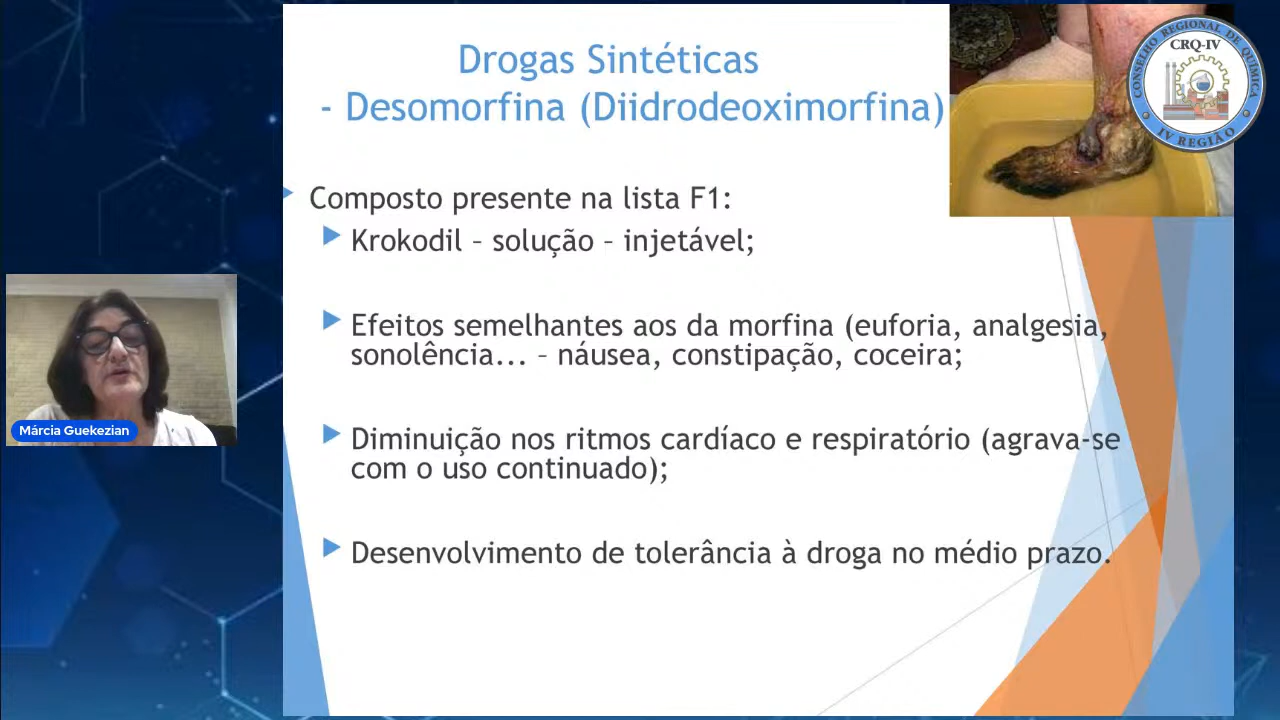 Drogas Sintéticas
- Desomorfina (Diidrodeoximorfina)
CONSELHO REGIONAL DE QUÍMICA
CRQ-IV
IV REGIÃO
Composto presente na lista F1:
Krokodil – solução – injetável;
Efeitos semelhantes aos da morfina (euforia, analgesia,
sonolência... – náusea, constipação, coceira;
Diminuição nos ritmos cardíaco e respiratório (agrava-se
com o uso continuado);
Desenvolvimento de tolerância à droga no médio prazo.
Márcia Guekezian